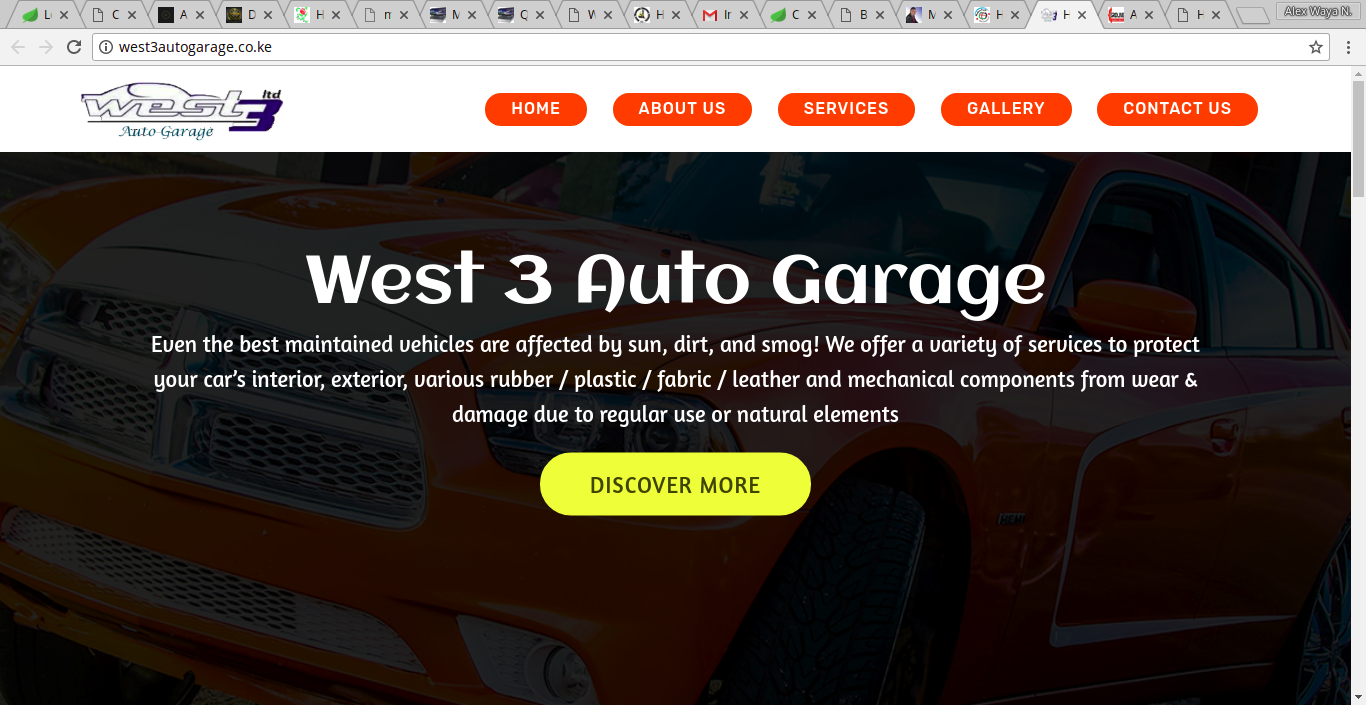 L
C
A
D
H
n
M
Q
W
H
Ir
C
B
M
H
H
A
H
Alex Waya N.
west3autogarage.co.ke
west 3 ltd
Auto Garage
HOME
ABOUT US
SERVICES
GALLERY
CONTACT US
West 3 Auto Garage
Even the best maintained vehicles are affected by sun, dirt, and smog! We offer a variety of services to protect
your car's interior, exterior, various rubber / plastic / fabric / leather and mechanical components from wear &
damage due to regular use or natural elements
DISCOVER MORE
HEMI